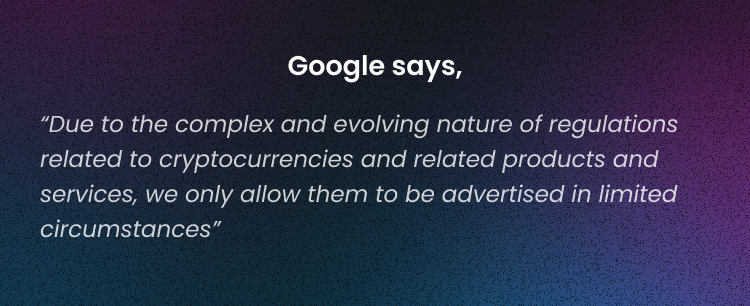 Google says,
“Due to the complex and evolving nature of regulations
related to cryptocurrencies and related products and
services, we only allow them to be advertised in limited
circumstances”